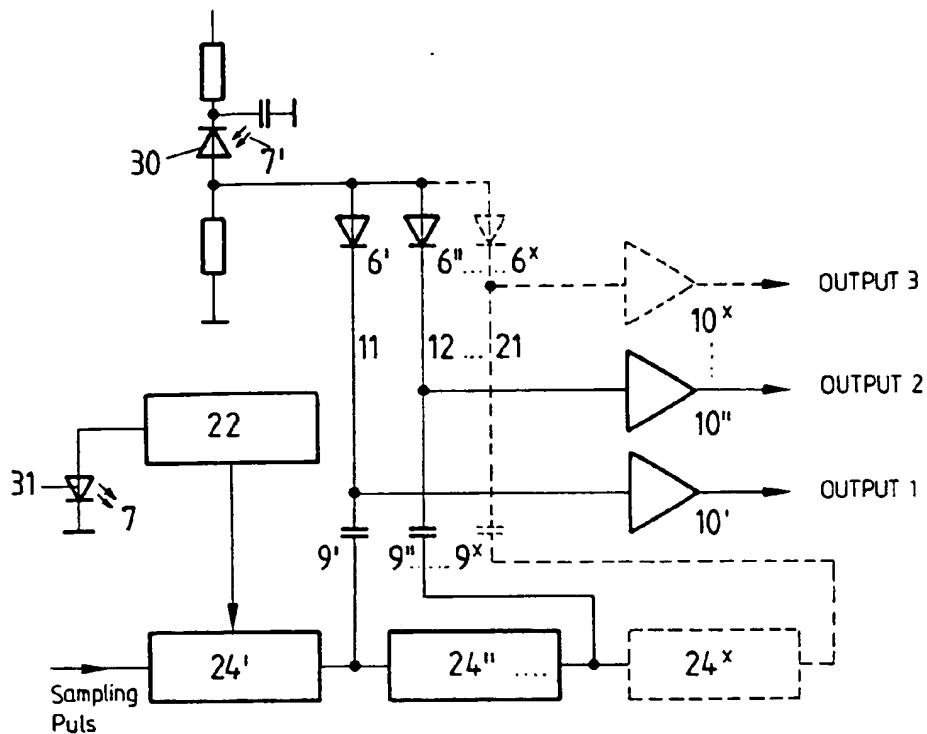 30
7'
6' 6''......6ˣ
OUTPUT 3
10ˣ
11 12...21
22
OUTPUT 2
10''
31
7
OUTPUT 1
10'
9' 9''......9ˣ
24' 24''.... 24ˣ
Sampling
Puls